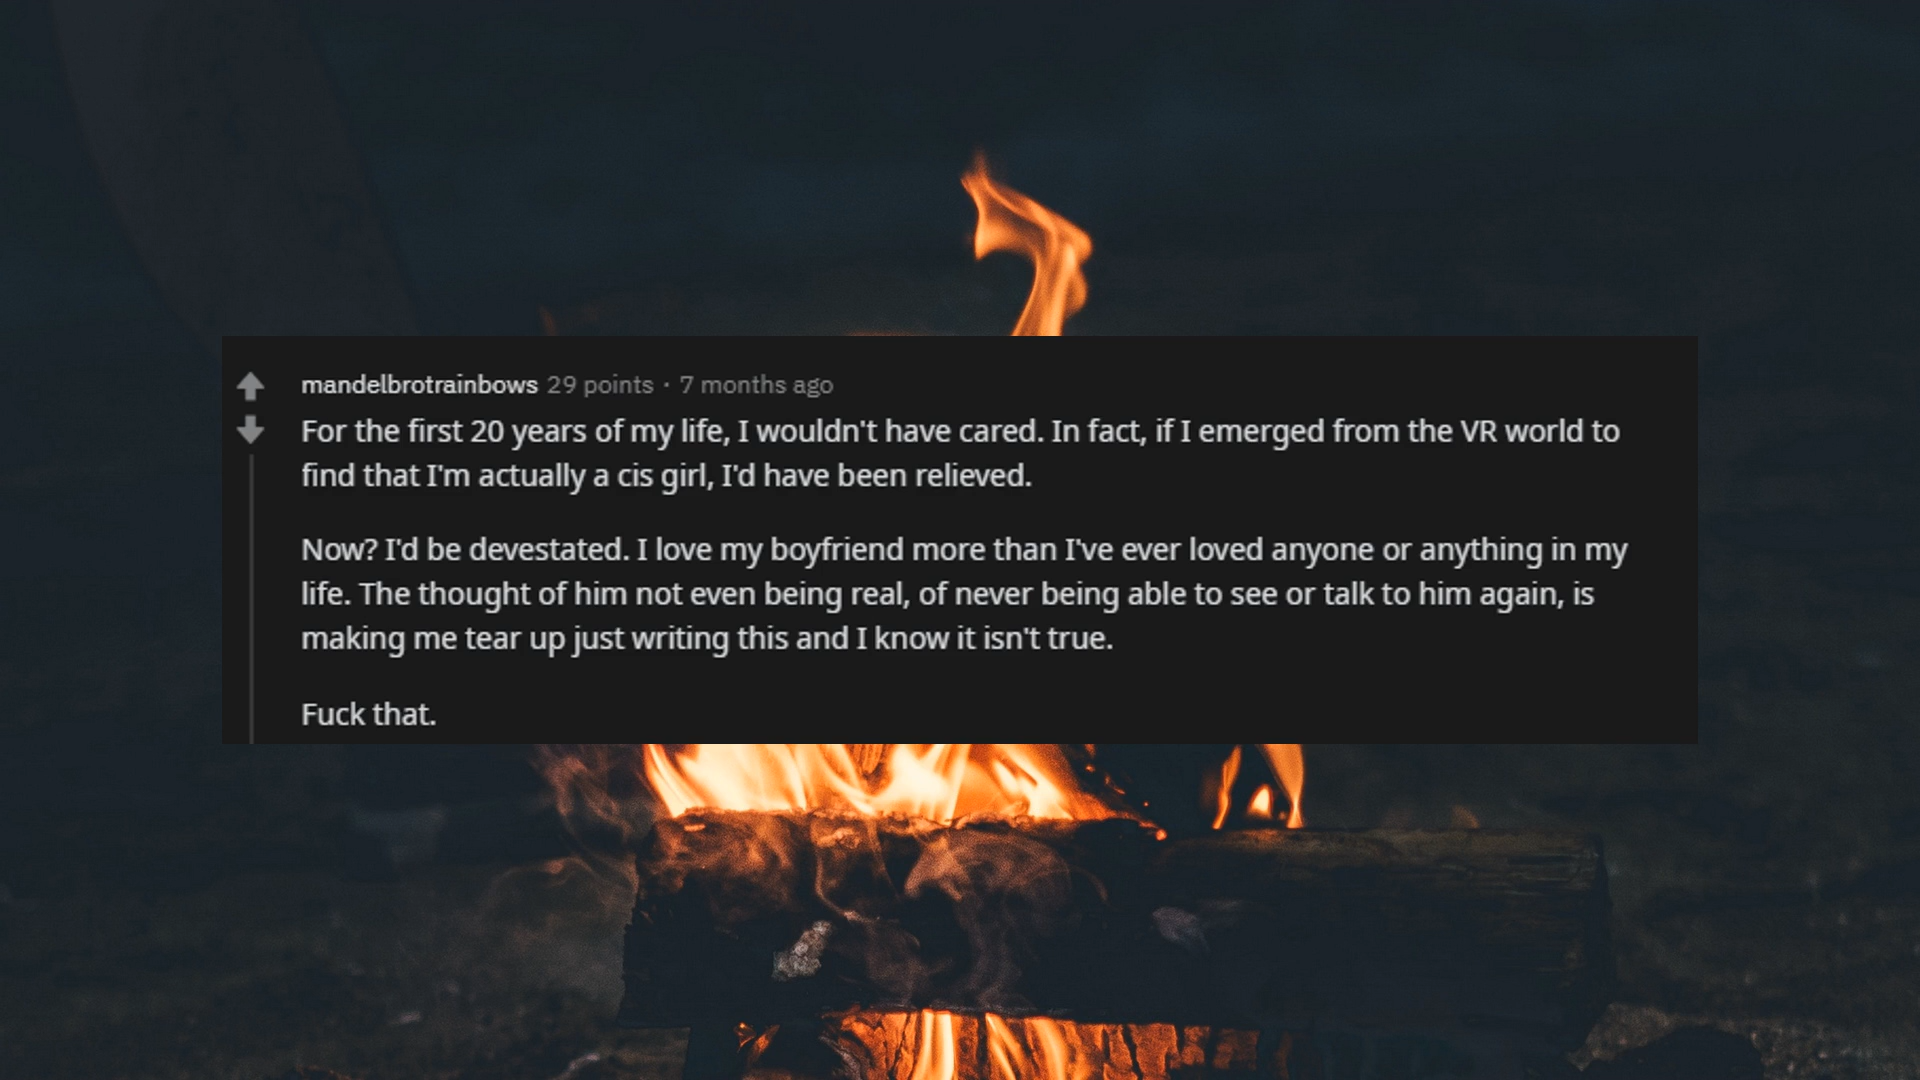 mandelbrotrainbows 29 points · 7 months ago
For the first 20 years of my life, I wouldn't have cared. In fact, if I emerged from the VR world to
find that I'm actually a cis girl, I'd have been relieved.
Now? I'd be devestated. I love my boyfriend more than I've ever loved anyone or anything in my
life. The thought of him not even being real, of never being able to see or talk to him again, is
making me tear up just writing this and I know it isn't true.
Fuck that.